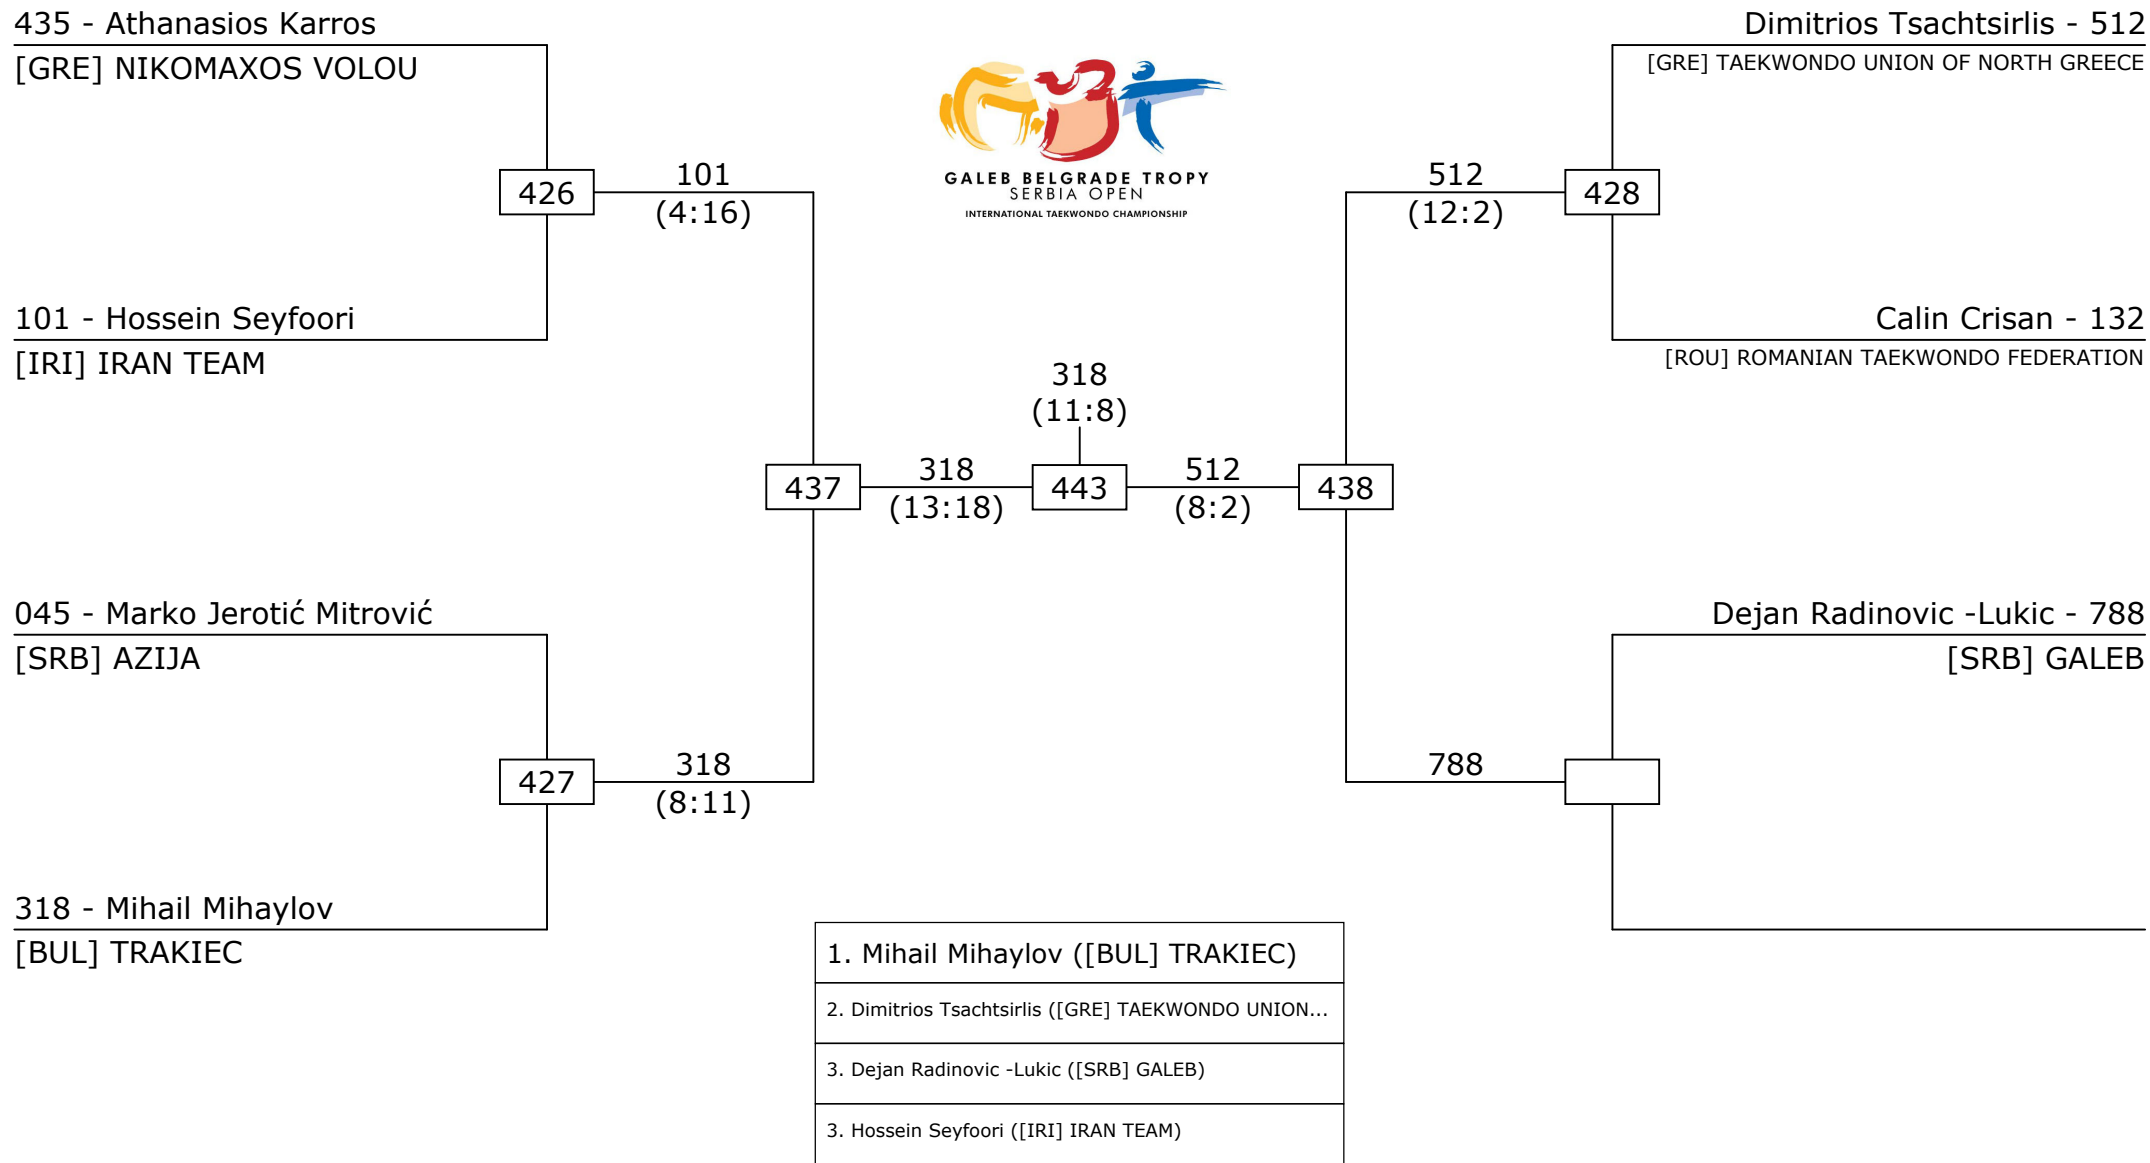 435 - Athanasios Karros
[GRE] NIKOMAXOS VOLOU
Dimitrios Tsachtsirlis - 512
[GRE] TAEKWONDO UNION OF NORTH GREECE
GALEB BELGRADE TROPY
SERBIA OPEN
INTERNATIONAL TAEKWONDO CHAMPIONSHIP
426
101
(4:16)
512
(12:2)
428
101 - Hossein Seyfoori
[IRI] IRAN TEAM
Calin Crisan - 132
[ROU] ROMANIAN TAEKWONDO FEDERATION
318
(11:8)
437
318
(13:18)
443
512
(8:2)
438
045 - Marko Jerotić Mitrović
[SRB] AZIJA
Dejan Radinovic -Lukic - 788
[SRB] GALEB
427
318
(8:11)
788
318 - Mihail Mihaylov
[BUL] TRAKIEC
1. Mihail Mihaylov ([BUL] TRAKIEC)
2. Dimitrios Tsachtsirlis ([GRE] TAEKWONDO UNION...
3. Dejan Radinovic -Lukic ([SRB] GALEB)
3. Hossein Seyfoori ([IRI] IRAN TEAM)